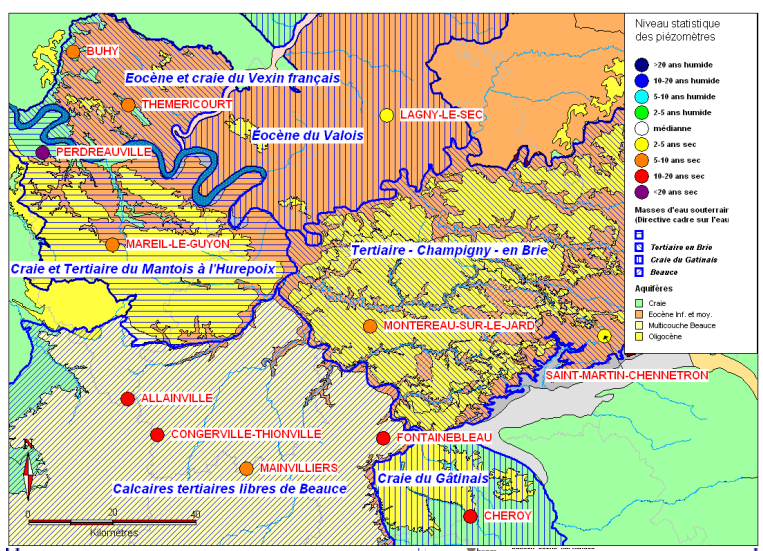 BUHY
Eocène et craie du Vexin français
THEMERICOURT
LAGNY-LE-SEC
Eocène du Valois
PERDREAUVILLE
MAREIL-LE-GUYON
Tertiaire - Champigny - en Brie
Craie et Tertiaire du Mantois à l'Hurepoix
MONTEREAU-SUR-LE-JARD
SAINT-MARTIN-CHENNETRON
ALLAINVILLE
CONGERVILLE-THIONVILLE
FONTAINEBLEAU
MAINVILLIERS
Craie du Gâtinais
Calcaires tertiaires libres de Beauce
CHEROY
N
0 20 40
Kilomètres
Niveau statistique
des piézomètres
>20 ans humide
10-20 ans humide
5-10 ans humide
2-5 ans humide
médianne
2-5 ans sec
5-10 ans sec
10-20 ans sec
<20 ans sec
Masses d'eau souterrain
(Directive cadre sur l'eau
Tertiaire en Brie
Craie du Gatinais
Beauce
Aquifères
Craie
Eocène Inf. et moy.
Multicouche Beauce
Oligocène